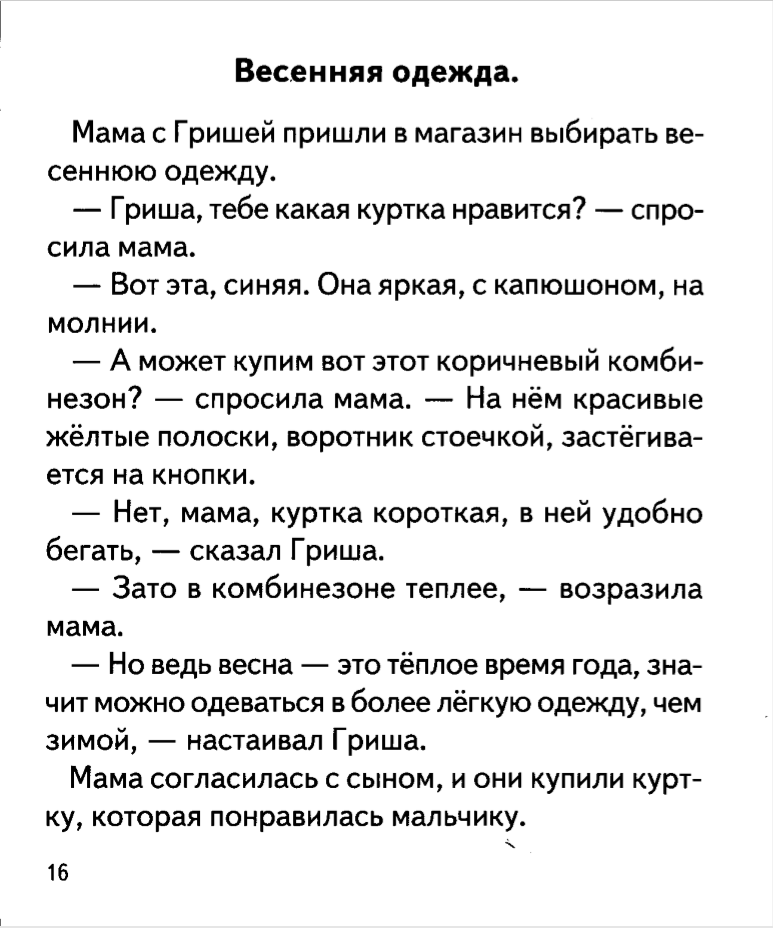 Весенняя одежда.
Мама с Гришей пришли в магазин выбирать ве-
сеннюю одежду.
— Гриша, тебе какая куртка нравится? — спро-
сила мама.
— Вот эта, синяя. Она яркая, с капюшоном, на
молнии.
— А может купим вот этот коричневый комби-
незон? — спросила мама. — На нём красивые
жёлтые полоски, воротник стоечкой, застёгива-
ется на кнопки.
— Нет, мама, куртка короткая, в ней удобно
бегать, — сказал Гриша.
— Зато в комбинезоне теплее, — возразила
мама.
— Но ведь весна — это тёплое время года, зна-
чит можно одеваться в более лёгкую одежду, чем
зимой, — настаивал Гриша.
Мама согласилась с сыном, и они купили курт-
ку, которая понравилась мальчику.
16